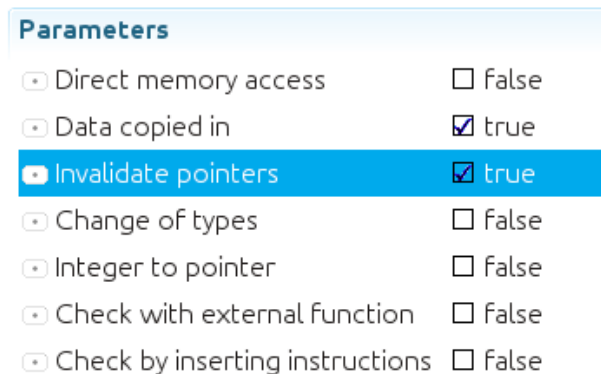 Parameters
Direct memory access false
Data copied in true
Invalidate pointers true
Change of types false
Integer to pointer false
Check with external function false
Check by inserting instructions false